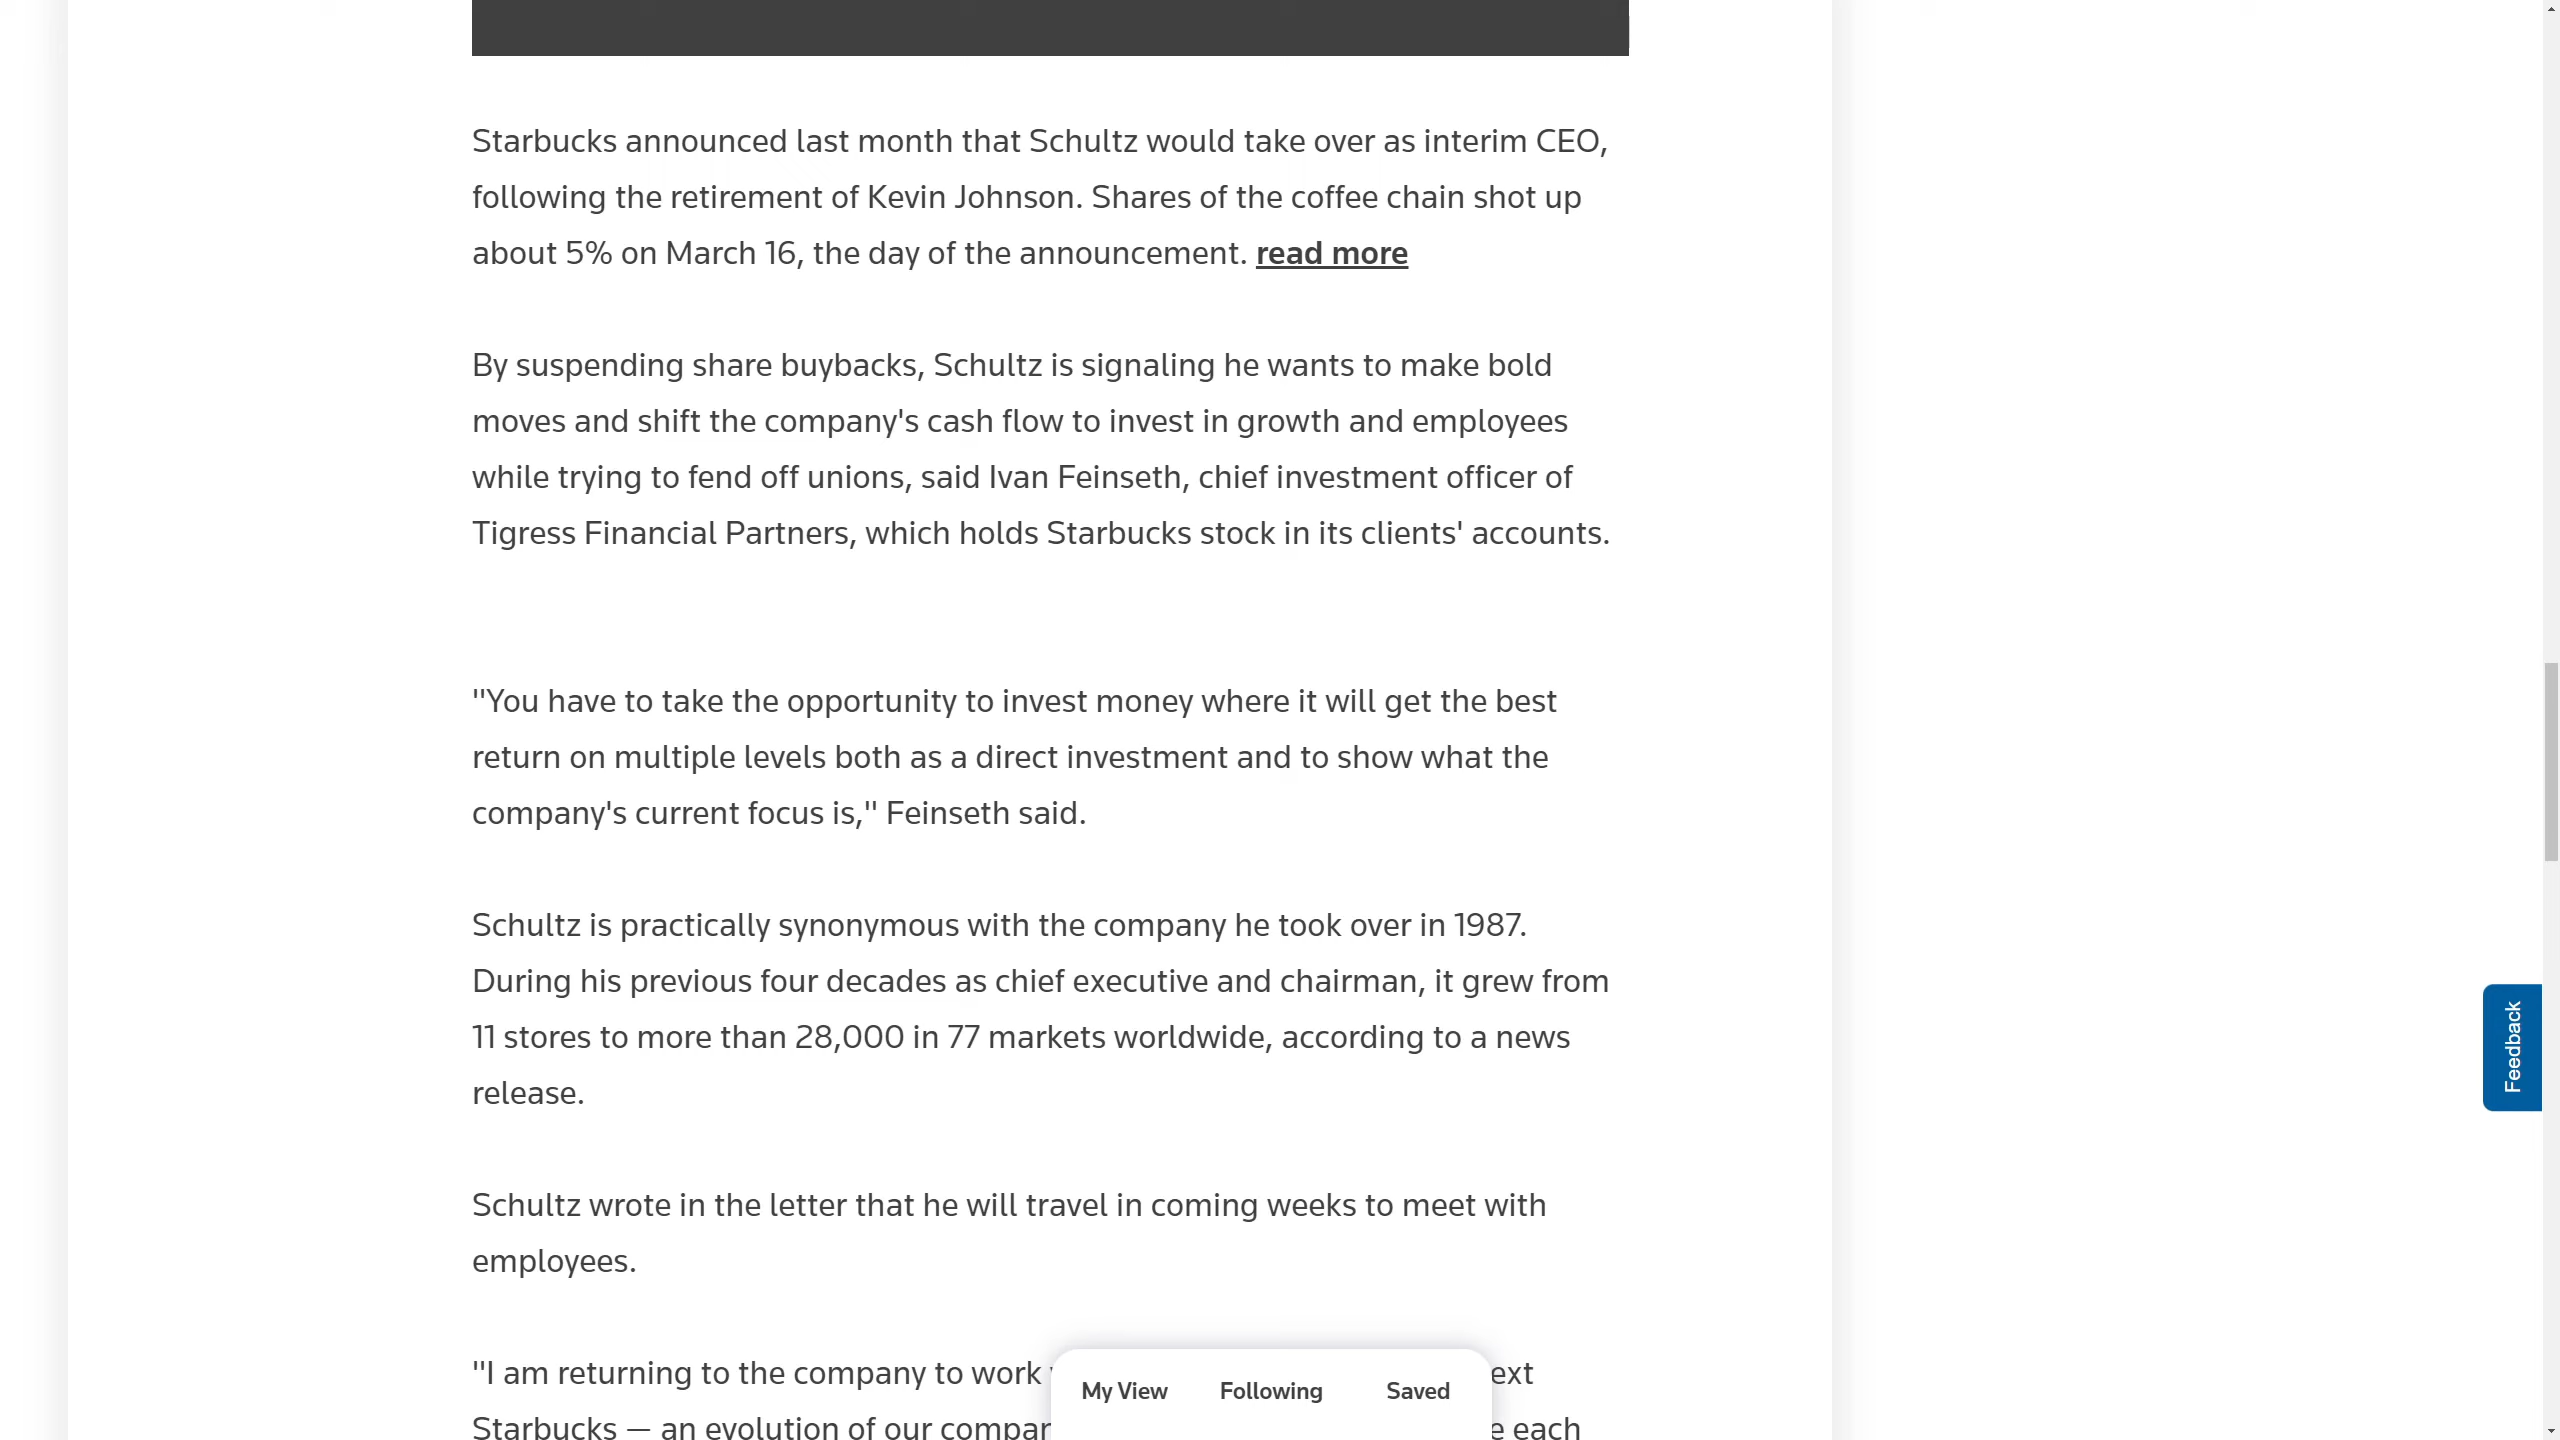 Starbucks announced last month that Schultz would take over as interim CEO,
following the retirement of Kevin Johnson. Shares of the coffee chain shot up
about 5% on March 16, the day of the announcement. read more
By suspending share buybacks, Schultz is signaling he wants to make bold
moves and shift the company's cash flow to invest in growth and employees
while trying to fend off unions, said Ivan Feinseth, chief investment officer of
Tigress Financial Partners, which holds Starbucks stock in its clients' accounts.
"You have to take the opportunity to invest money where it will get the best
return on multiple levels both as a direct investment and to show what the
company's current focus is," Feinseth said.
Schultz is practically synonymous with the company he took over in 1987.
During his previous four decades as chief executive and chairman, it grew from
11 stores to more than 28,000 in 77 markets worldwide, according to a news
release.
Feedback
Schultz wrote in the letter that he will travel in coming weeks to meet with
employees.
"I am returning to the company to work
My View Following Saved
Starbucks — an evolution of our each